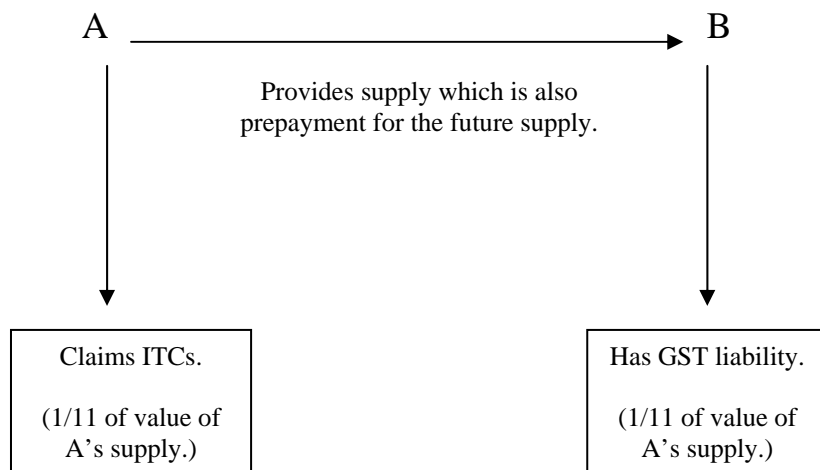 A B
Provides supply which is also
prepayment for the future supply.
Claims ITCs.
(1/11 of value of
A’s supply.)
Has GST liability.
(1/11 of value of
A’s supply.)